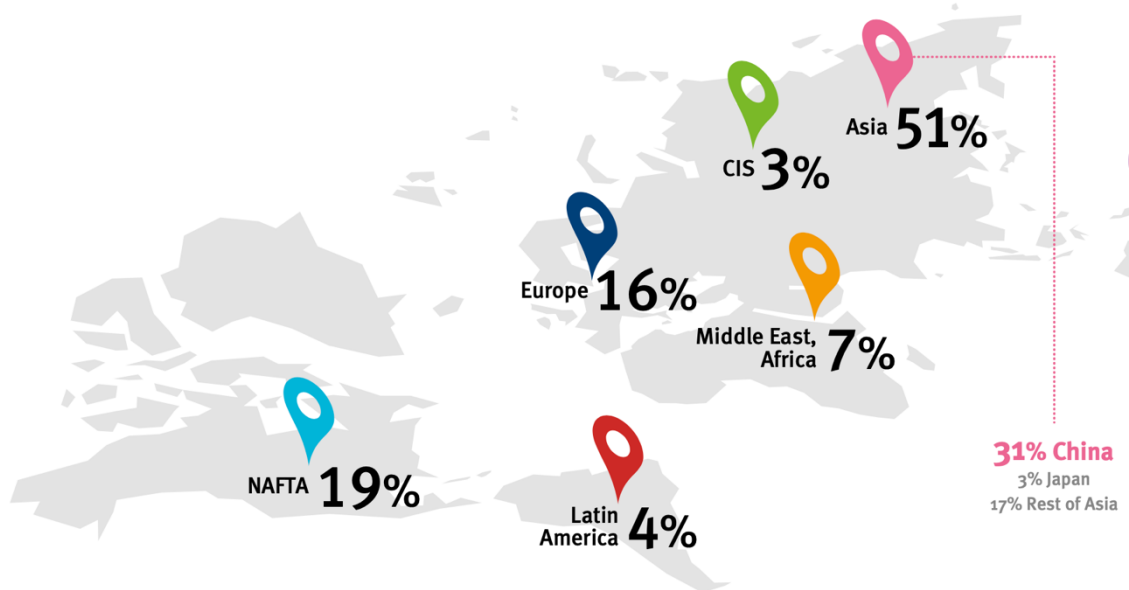 Asia 51%
CIS 3%
Europe 16%
Middle East,
Africa 7%
NAFTA 19%
Latin
America 4%
31% China
3% Japan
17% Rest of Asia